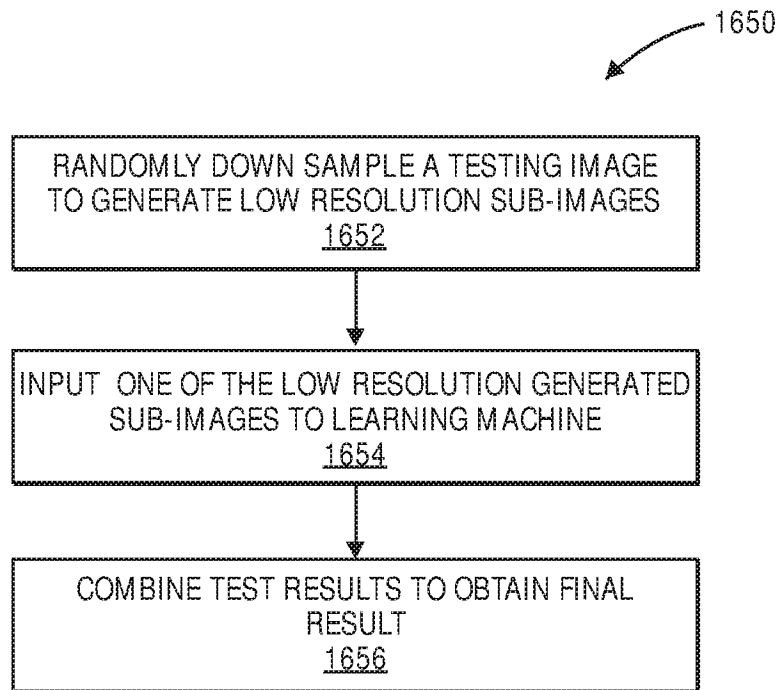 1650
RANDOMLY DOWN SAMPLE A TESTING IMAGE
TO GENERATE LOW RESOLUTION SUB-IMAGES
1652
INPUT ONE OF THE LOW RESOLUTION GENERATED
SUB-IMAGES TO LEARNING MACHINE
1654
COMBINE TEST RESULTS TO OBTAIN FINAL
RESULT
1656